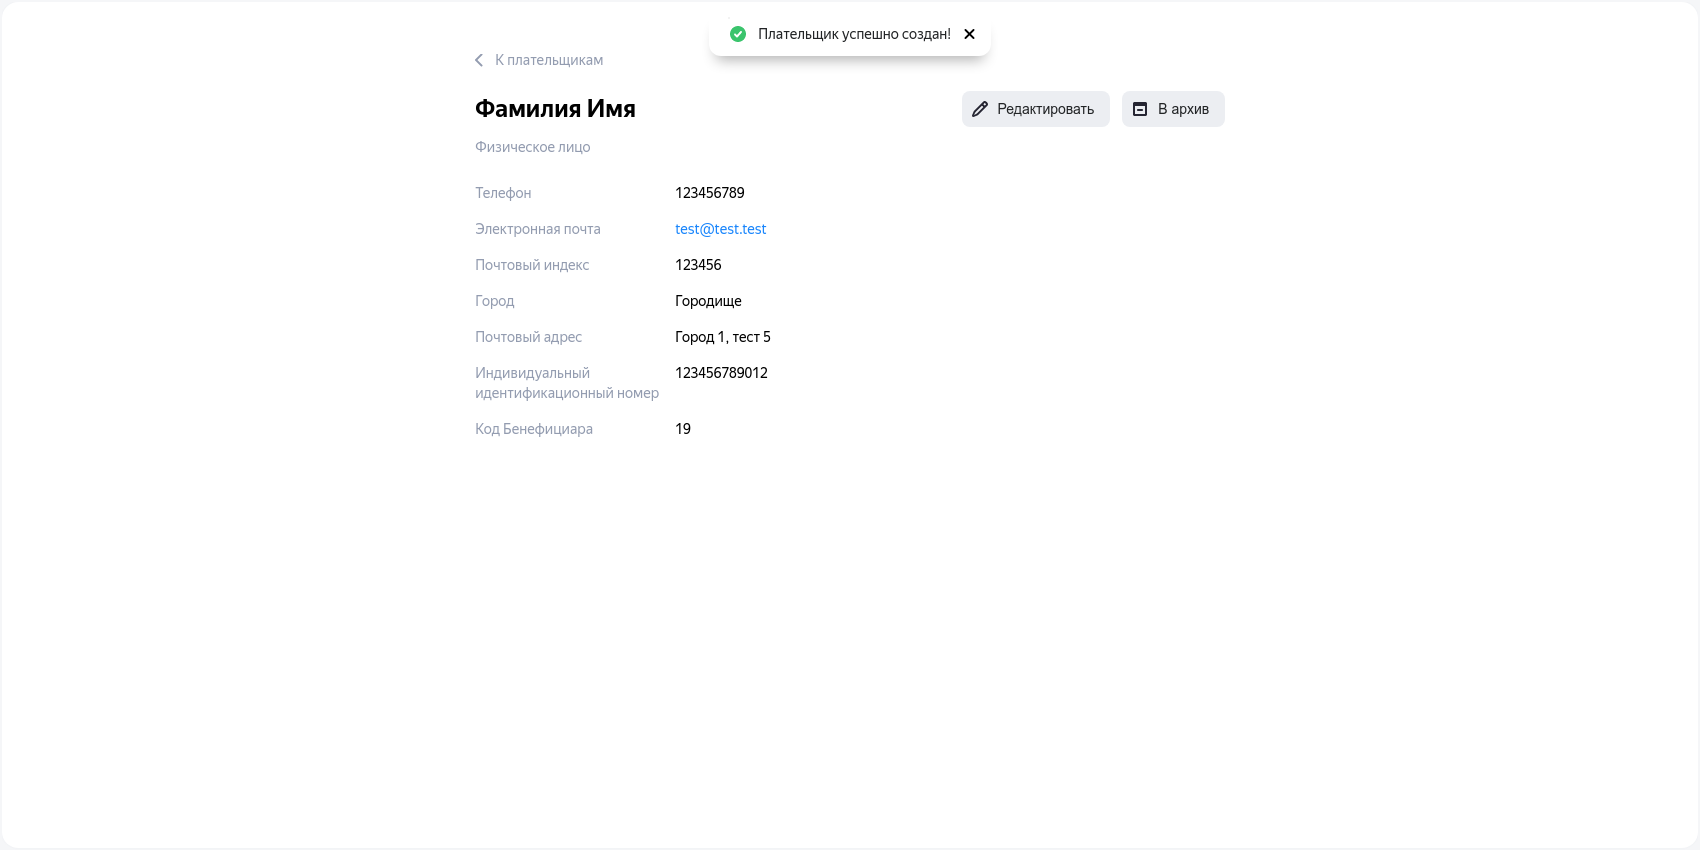 Плательщик успешно создан!
К плательщикам
Фамилия Имя
Редактировать
В архив
Физическое лицо
Телефон 123456789
Электронная почта test@test.test
Почтовый индекс 123456
Город Городище
Почтовый адрес Город 1, тест 5
Индивидуальный 123456789012
идентификационный номер
Код Бенефициара 19